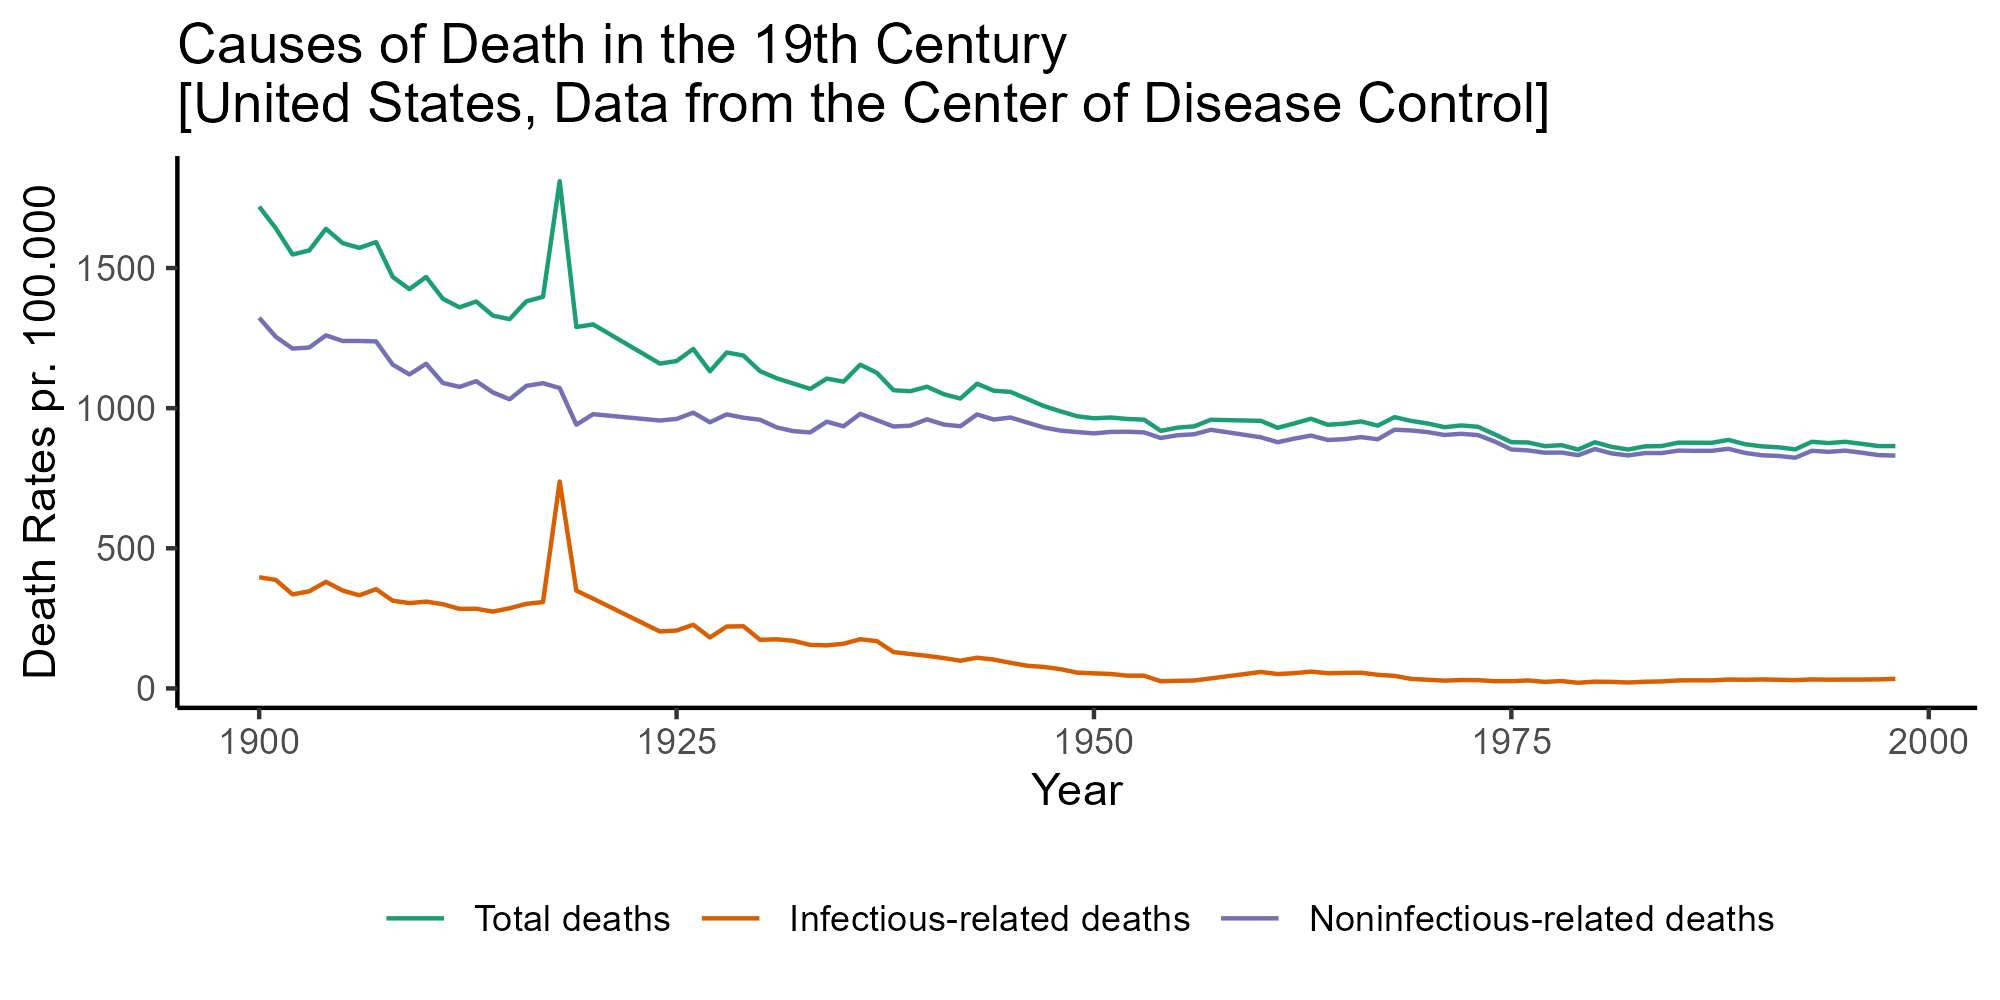 Causes of Death in the 19th Century
[United States, Data from the Center of Disease Control]
Death Rates pr. 100.000
1500
1000
500
0
1900
1925
1950
1975
2000
Year
Total deaths
Infectious-related deaths
Noninfectious-related deaths